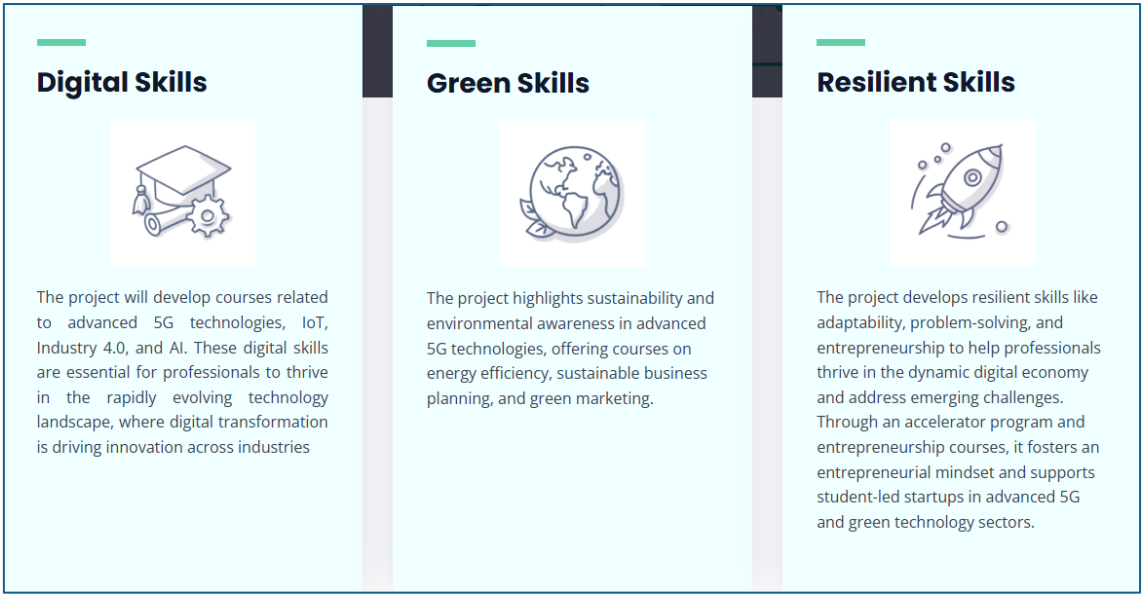 Digital Skills
The project will develop courses related
to advanced 5G technologies, IoT,
Industry 4.0, and AI. These digital skills
are essential for professionals to thrive
in the rapidly evolving technology
landscape, where digital transformation
is driving innovation across industries
Green Skills
The project highlights sustainability and
environmental awareness in advanced
5G technologies, offering courses on
energy efficiency, sustainable business
planning, and green marketing.
Resilient Skills
The project develops resilient skills like
adaptability, problem-solving, and
entrepreneurship to help professionals
thrive in the dynamic digital economy
and address emerging challenges.
Through an accelerator program and
entrepreneurship courses, it fosters an
entrepreneurial mindset and supports
student-led startups in advanced 5G
and green technology sectors.